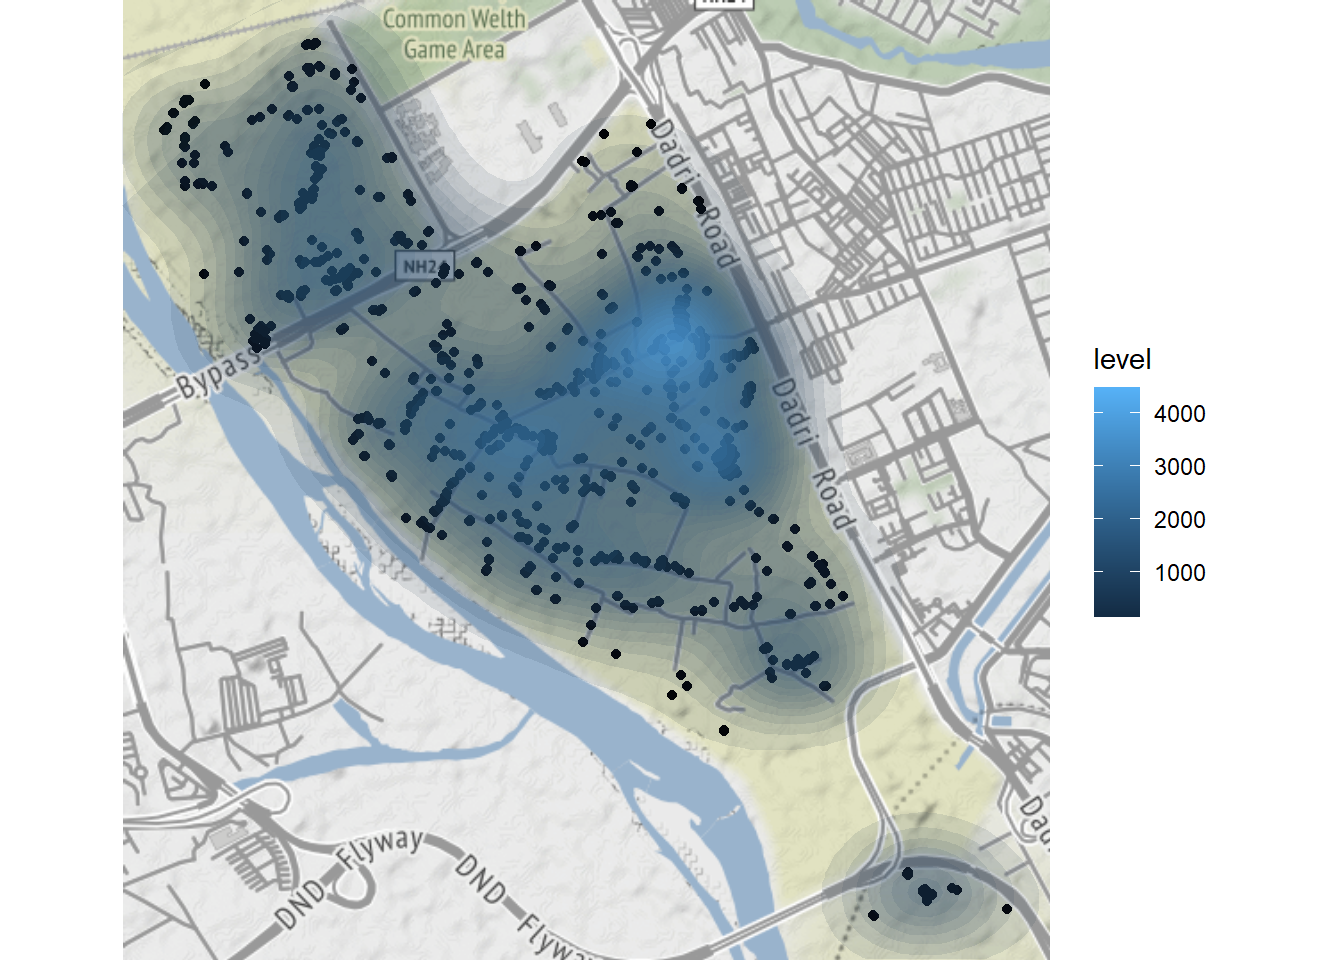 Common Welth
Game Area
NH24
Dadri Road
NH24
Bypass
Dadri Road
level
4000
3000
2000
1000
DND Flyway
DND Flyway